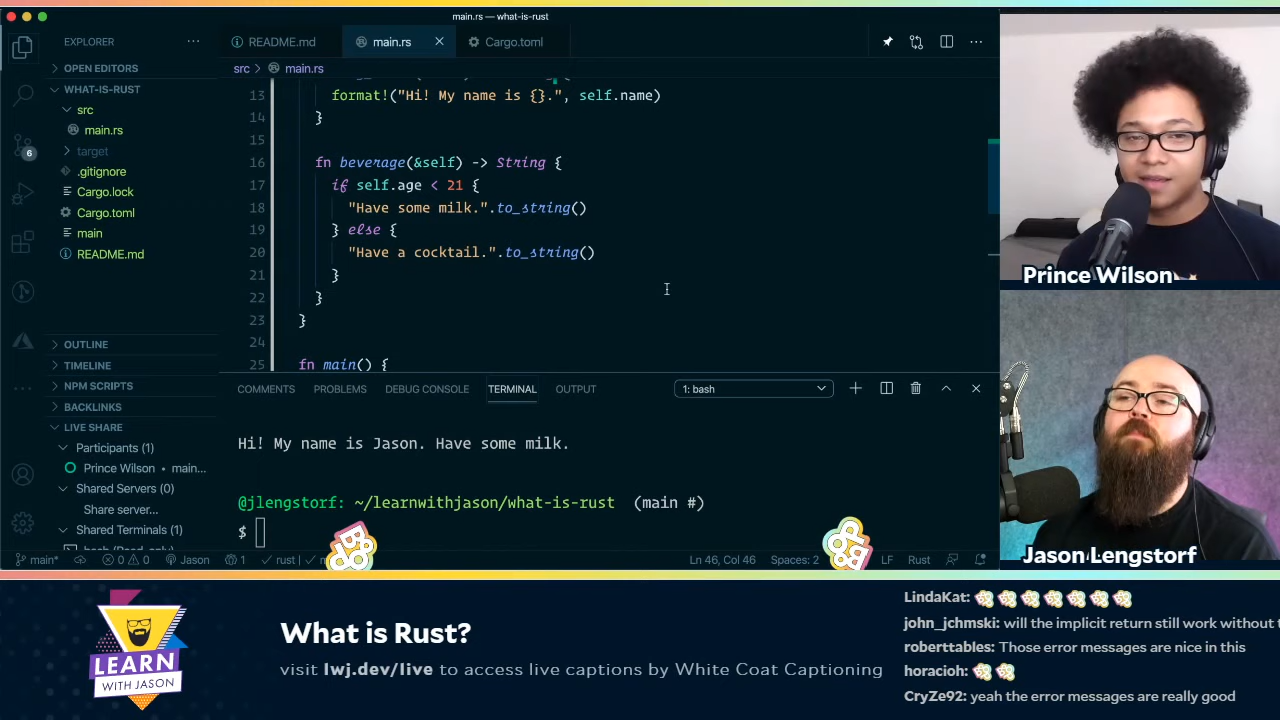 main.rs — what-is-rust
EXPLORER
OPEN EDITORS
WHAT-IS-RUST
src
main.rs
target
.gitignore
Cargo.lock
Cargo.toml
main
README.md
OUTLINE
TIMELINE
NPM SCRIPTS
BACKLINKS
LIVE SHARE
Participants (1)
Prince Wilson • main...
Shared Servers (0)
Share server...
Shared Terminals (1)
6
README.md
main.rs
Cargo.toml
src > main.rs
13 format!("Hi! My name is {}.", self.name)
14 }
15
16 fn beverage(&self) -> String {
17 if self.age < 21 {
18 "Have some milk.".to_string()
19 } else {
20 "Have a cocktail.".to_string()
21 }
22 }
23 }
24
25 fn main() {
COMMENTS PROBLEMS DEBUG CONSOLE TERMINAL OUTPUT 1: bash
Hi! My name is Jason. Have some milk.
@jlengstorf: ~/learnwithjason/what-is-rust (main #)
$
main* 0 0 Jason 1 rust
Ln 46, Col 46 Spaces: 2 LF Rust
Prince Wilson
Jason Lengstorf
LEARN
WITH JASON
What is Rust?
visit lwj.dev/live to access live captions by White Coat Captioning
LindaKat:
john_jchmski: will the implicit return still work without
roberttables: Those error messages are nice in this
horacioh:
CryZe92: yeah the error messages are really good